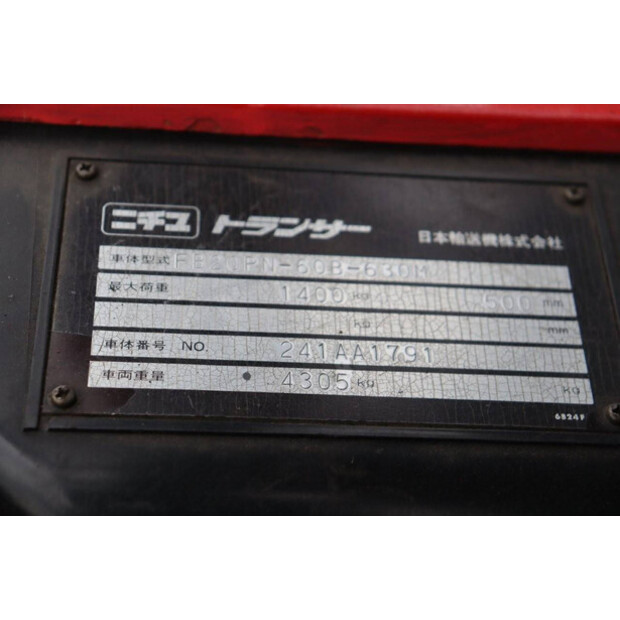 ニチユ トランサー 日本輸送機株式会社
車体型式 PN-60B-630M
最大荷重 1400 kg 500 mm
kg mm
車体番号 NO. 241AA1791
車両重量 • 4305 kg kg
6824F